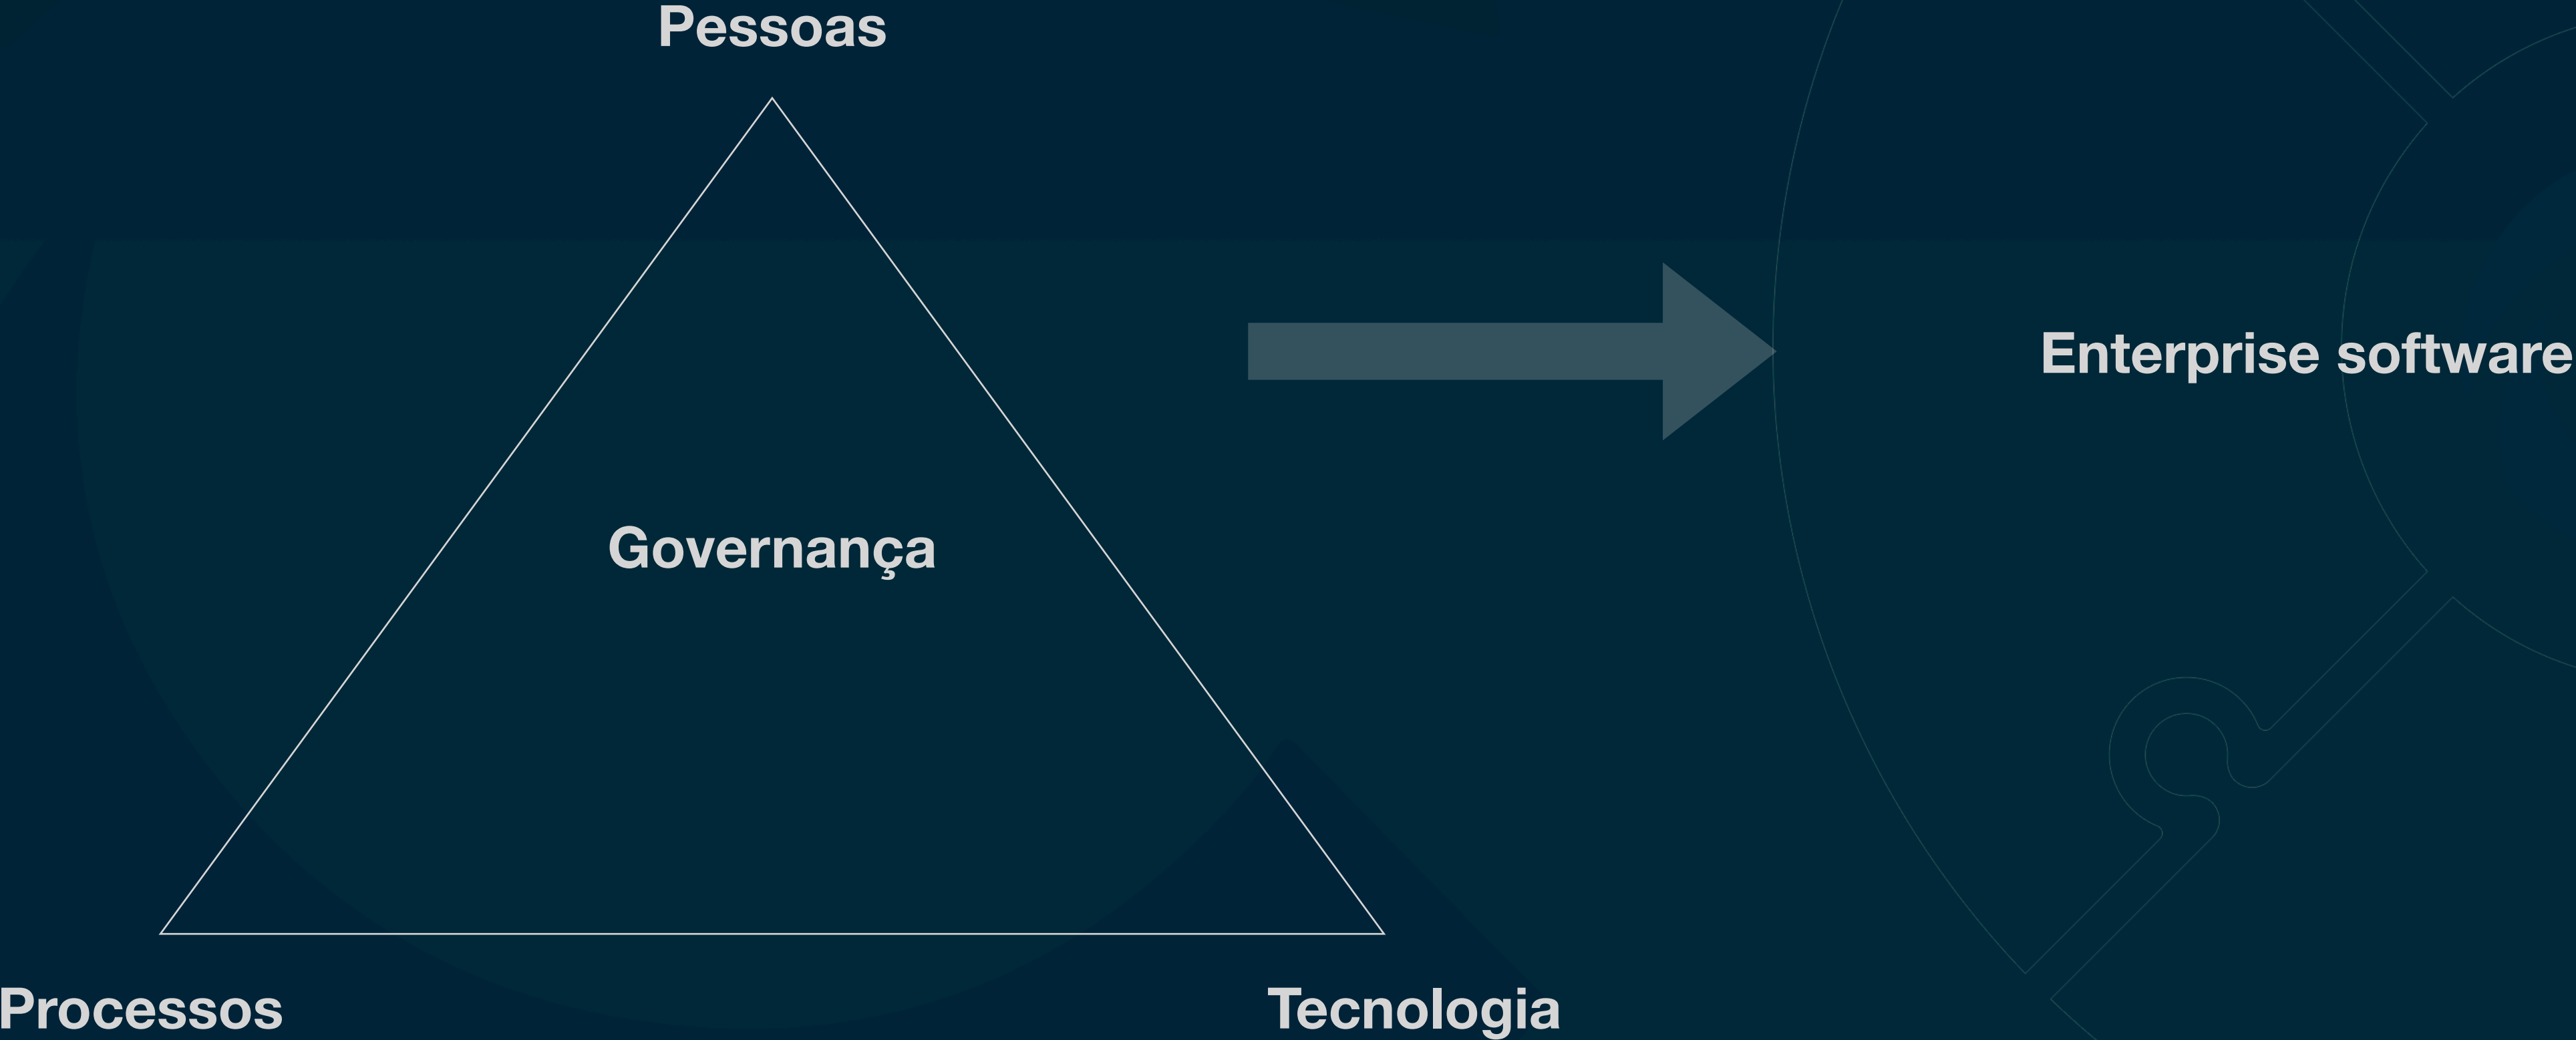 Pessoas
Enterprise software
Governança
Processos
Tecnologia